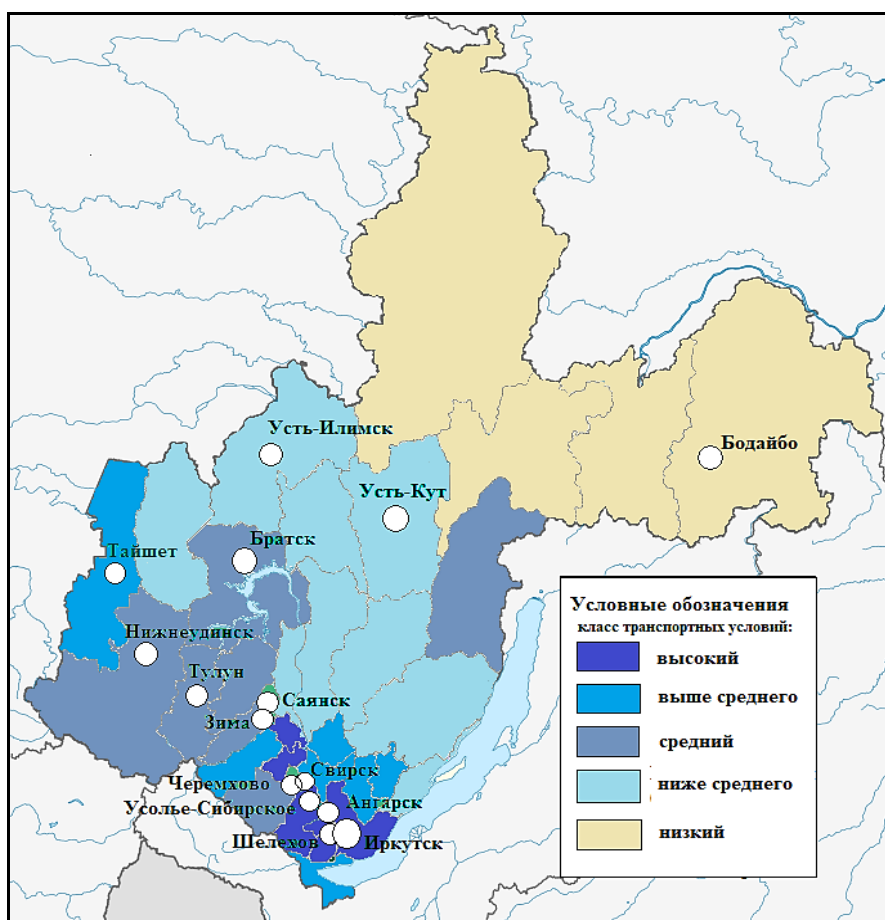 Усть-Илимск
Бодайбо
Усть-Кут
Братск
Тайшет
Нижнеудинск
Тулун
Саянск
Зима
Свирск
Черемхово
Усолье-Сибирское
Ангарск
Шелехов
Иркутск
Условные обозначения
класс транспортных условий:
высокий
выше среднего
средний
ниже среднего
низкий